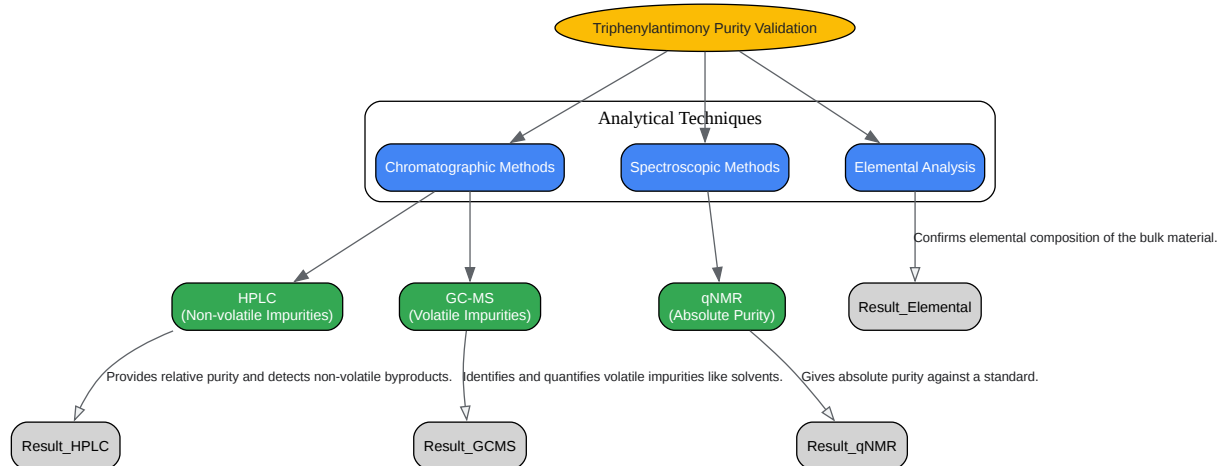 Triphenylantimony Purity Validation
Analytical Techniques
Chromatographic Methods
Spectroscopic Methods
Elemental Analysis
Confirms elemental composition of the bulk material.
HPLC
(Non-volatile Impurities)
GC-MS
(Volatile Impurities)
qNMR
(Absolute Purity)
Result_Elemental
Provides relative purity and detects non-volatile byproducts.
Identifies and quantifies volatile impurities like solvents.
Gives absolute purity against a standard.
Result_HPLC
Result_GCMS
Result_qNMR